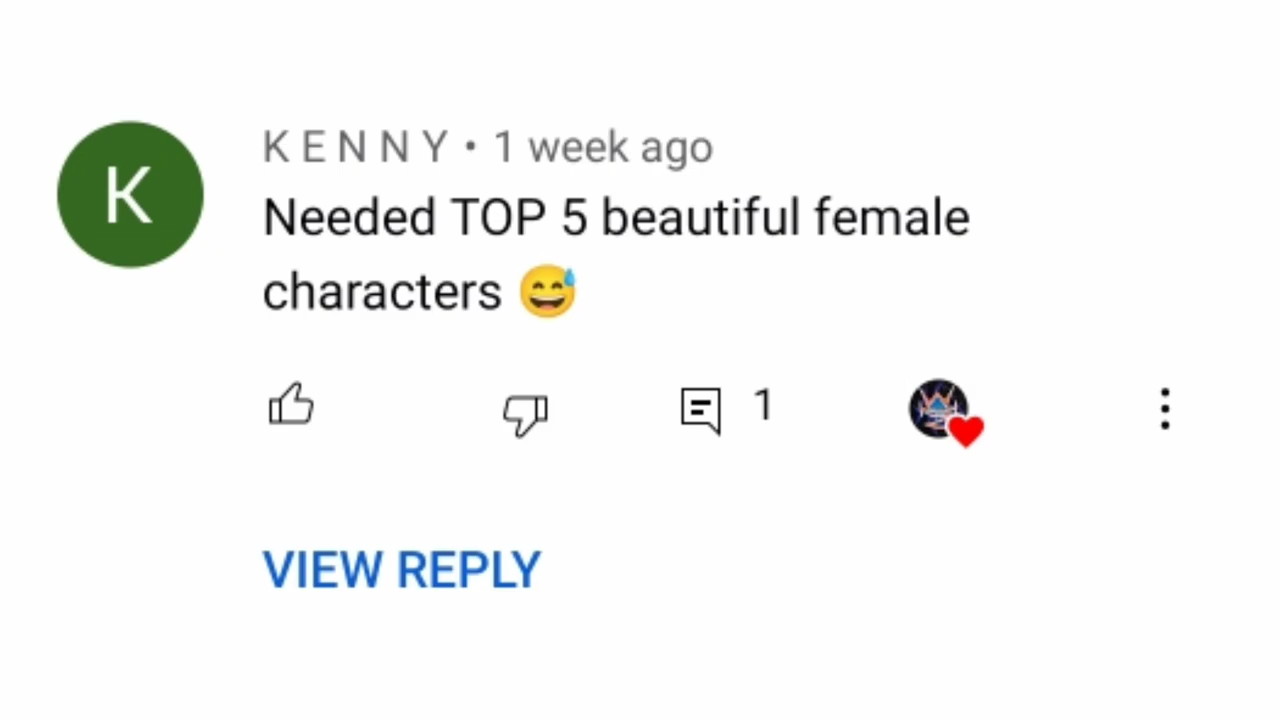 K
K E N N Y • 1 week ago
Needed TOP 5 beautiful female
characters 😅
1
VIEW REPLY